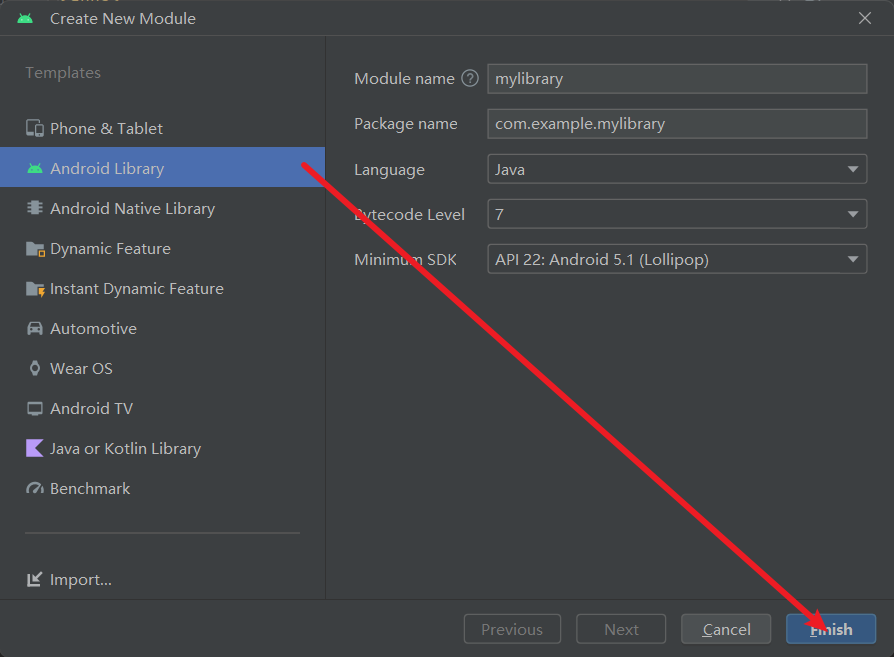 Create New Module
Templates
Phone & Tablet
Android Library
Android Native Library
Dynamic Feature
Instant Dynamic Feature
Automotive
Wear OS
Android TV
Java or Kotlin Library
Benchmark
Import...
Module name ? mylibrary
Package name com.example.mylibrary
Language Java
Bytecode Level 7
Minimum SDK API 22: Android 5.1 (Lollipop)
Previous Next Cancel Finish